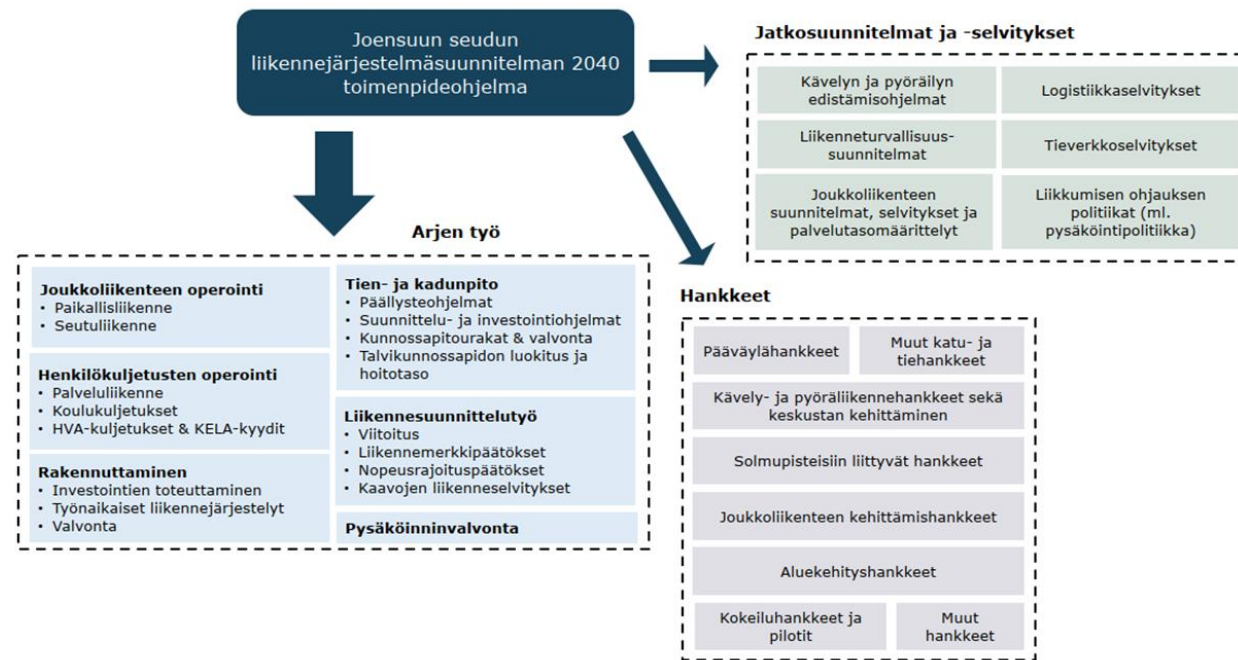 Joensuun seudun
liikennejärjestelmäsuunnitelman 2040
toimenpideohjelma
Jatkosuunnitelmat ja -selvitykset
Kävelyn ja pyöräilyn
edistämisohjelmat
Logistiikkaselvitykset
Liikenneturvallisuus-
suunnitelmat
Tieverkkoselvitykset
Joukkoliikenteen
suunnitelmat, selvitykset ja
palvelutasomäärittelyt
Liikkumisen ohjauksen
politiikat (ml.
pysäköintipolitiikka)
Arjen työ
Joukkoliikenteen operointi
• Paikallisliikenne
• Seutuliikenne
Henkilökuljetusten operointi
• Palveluliikenne
• Koulukuljetukset
• HVA-kuljetukset & KELA-kyydit
Rakennuttaminen
• Investointien toteuttaminen
• Työnaikaiset liikennejärjestelyt
• Valvonta
Tien- ja kadunpito
• Päällysteohjelmat
• Suunnittelu- ja investointiohjelmat
• Kunnossapitourakat & valvonta
• Talvikunnossapidon luokitus ja
hoitotaso
Liikennesuunnittelutyö
• Viitoitus
• Liikennemerkkipäätökset
• Nopeusrajoituspäätökset
• Kaavojen liikenneselvitykset
Pysäköinninvalvonta
Hankkeet
Pääväylähankkeet
Muut katu- ja
tiehankkeet
Kävely- ja pyöräliikennehankkeet sekä
keskustan kehittäminen
Solmupisteisiin liittyvät hankkeet
Joukkoliikenteen kehittämishankkeet
Aluekehityshankkeet
Kokeiluhankkeet ja
pilotit
Muut
hankkeet